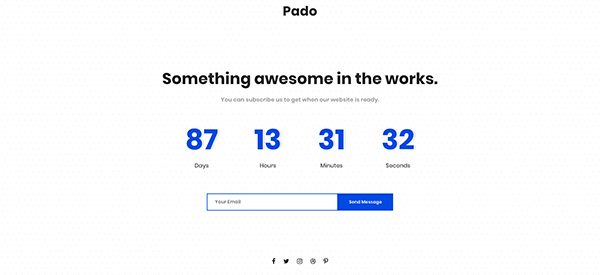 Pado
Something awesome in the works.
You can subscribe us to get when our website is ready.
87 13 31 32
Days Hours Minutes Seconds
Your Email Send Message